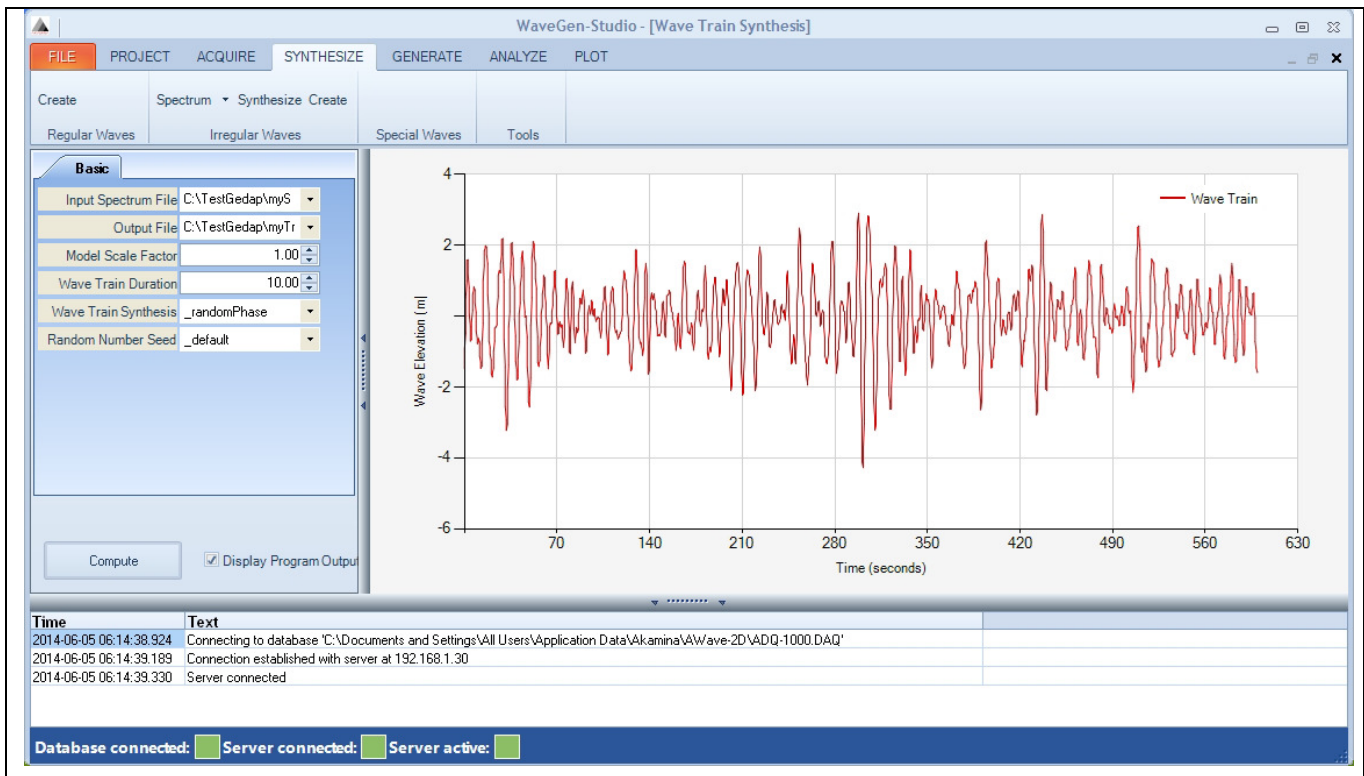 WaveGen-Studio - [Wave Train Synthesis]
FILE PROJECT ACQUIRE SYNTHESIZE GENERATE ANALYZE PLOT
Create Spectrum Synthesize Create
Regular Waves Irregular Waves Special Waves Tools
Basic
Input Spectrum File C:\TestGedap\myS
Output File C:\TestGedap\myTr
Model Scale Factor 1.00
Wave Train Duration 10.00
Wave Train Synthesis _randomPhase
Random Number Seed _default
Compute Display Program Output
Wave Train
4
2
-2
-4
-6
Wave Elevation [m]
70 140 210 280 350 420 490 560 630
Time (seconds)
Time Text
2014-06-05 06:14:38.924 Connecting to database 'C:\Documents and Settings\All Users\Application Data\Akamina\AWave-2D\ADQ-1000.DAQ'
2014-06-05 06:14:39.189 Connection established with server at 192.168.1.30
2014-06-05 06:14:39.330 Server connected
Database connected: Server connected: Server active: